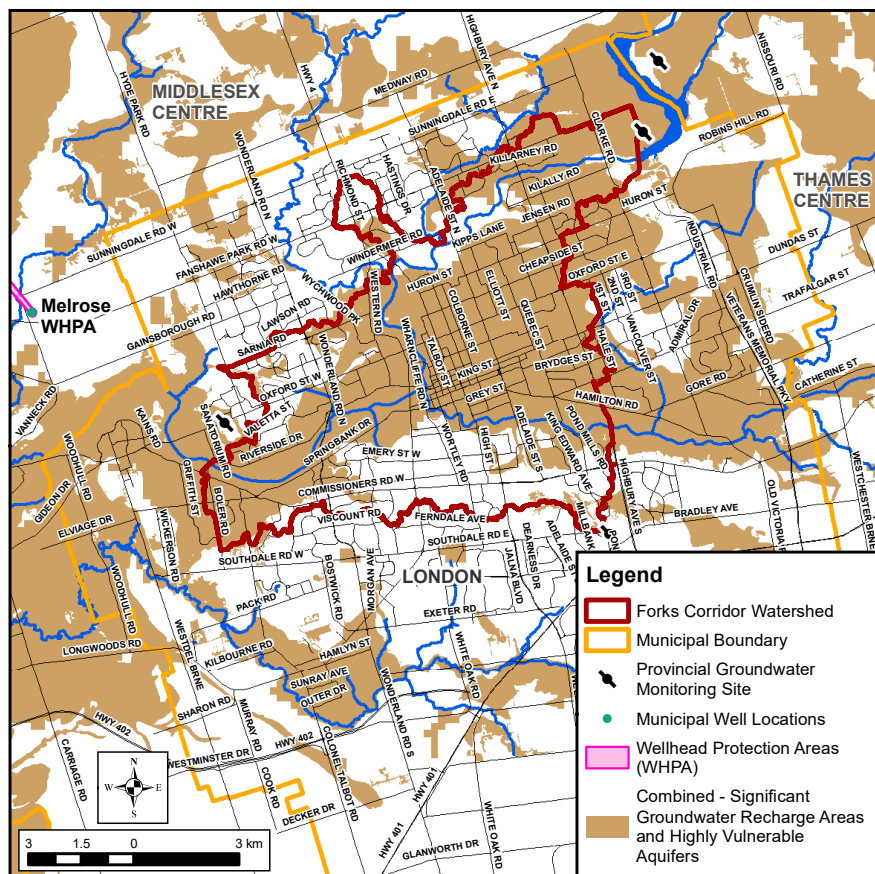 MIDDLESEX
CENTRE
HYDE PARK RD
HWY 4
HIGHBURY AVE N
MEDWAY RD
SUNNINGDALE RD E
NISSOURI RD
ROBINS HILL RD
CLARKE RD
THAMES
CENTRE
WONDERLAND RD N
HASTINGS DR
RICHMOND ST
ADELAIDE ST N
KILLARNEY RD
KILALLY RD
JENSEN RD
HURON ST
INDUSTRIAL RD
DUNDAS ST
SUNNINGDALE RD W
FANSHAWE PARK RD W
WINDERMERE RD
KIPPS LANE
CHEAPSIDE ST
OXFORD ST E
CRUMLIN SIDERD
TRAFALGAR ST
Melrose
WHPA
HAWTHORNE RD
WYCHWOOD PK
WESTERN RD
HURON ST
ELLIOTT ST
3RD ST
2ND ST
1ST ST
VETERANS MEMORIAL PKY
GAINSBOROUGH RD
LAWSON RD
SARNIA RD
COLBORNE ST
QUEBEC ST
VANCOUVER ST
ADMIRAL DR
WHARNCLIFFE RD N
TALBOT ST
KING ST
BRYDGES ST
HALE ST
GORE RD
CATHERINE ST
VANNECK RD
OXFORD ST W
WONDERLAND RD N
GREY ST
HAMILTON RD
KAINS RD
SANATORIUM RD
VALETTA ST
RIVERSIDE DR
SPRINGBANK DR
WORTLEY RD
HIGH ST
ADELAIDE ST S
KING EDWARD AVE
POND MILLS RD
WOODHULL RD
GIDEON DR
GRIFFITH ST
EMERY ST W
HIGHBURY AVE S
WESTCHESTER BRNE
ELVIAGE DR
WICKERSON RD
BOLER RD
COMMISSIONERS RD W
VISCOUNT RD
FERNDALE AVE
MILLBANK
BRADLEY AVE
OLD VICTORIA
SOUTHDALE RD W
SOUTHDALE RD E
DEARNESS DR
ADELAIDE ST
JALNA BLVD
LONDON
BOSTWICK RD
MORGAN AVE
WOODHULL RD
PACK RD
EXETER RD
LONGWOODS RD
WESTDEL BRNE
KILBOURNE RD
HAMLYN ST
WHITE OAK RD
SUNRAY AVE
OUTER DR
SHARON RD
WONDERLAND RD S
MURRAY RD
HWY 402
HWY 402
WESTMINSTER DR
COLONEL TALBOT RD
CARRIAGE RD
COOK RD
HWY 401
DECKER DR
HWY 401
WHITE OAK RD
GLANWORTH DR
N
W E
S
3 1.5 0 3 km
Legend
Forks Corridor Watershed
Municipal Boundary
Provincial Groundwater
Monitoring Site
Municipal Well Locations
Wellhead Protection Areas
(WHPA)
Combined - Significant
Groundwater Recharge Areas
and Highly Vulnerable
Aquifers